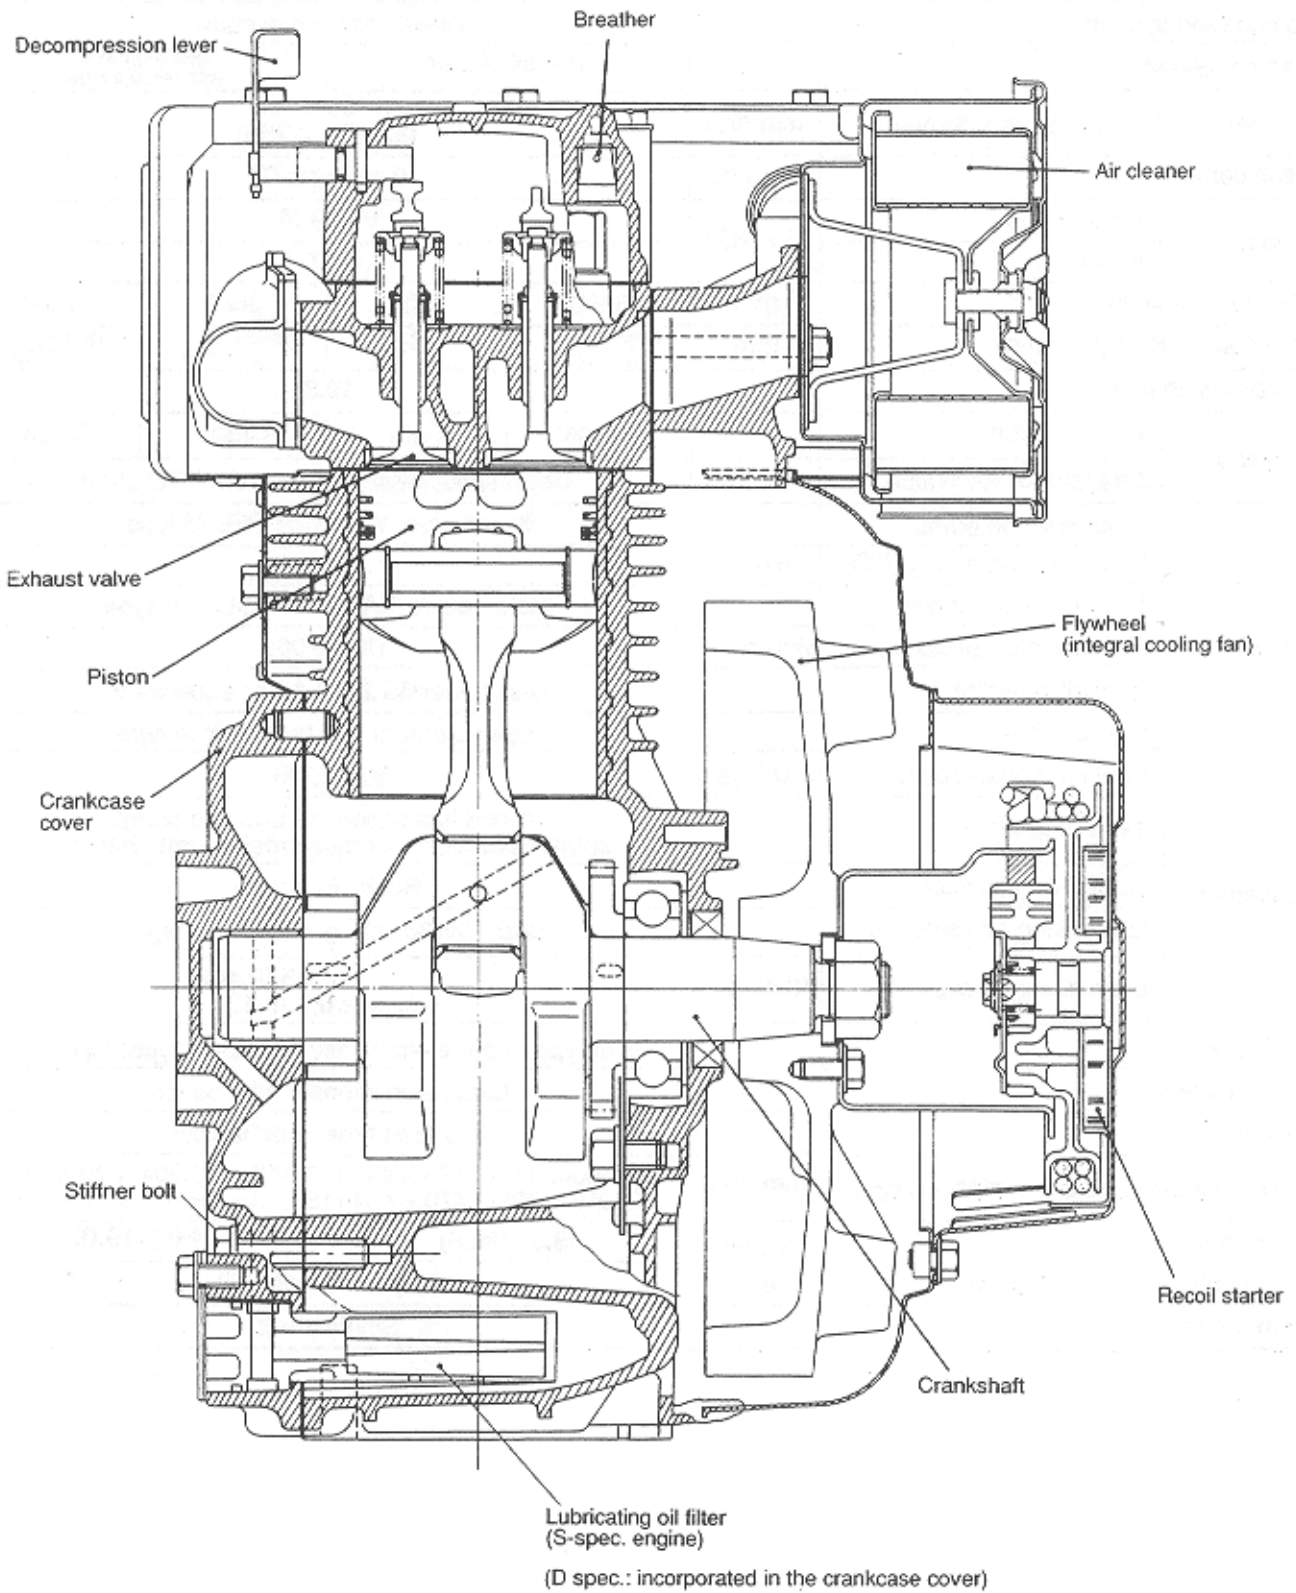 Breather
Decompression lever
Air cleaner
Exhaust valve
Flywheel
(integral cooling fan)
Piston
Crankcase
cover
Stiffner bolt
Recoil starter
Crankshaft
Lubricating oil filter
(S-spec. engine)
(D spec.: incorporated in the crankcase cover)